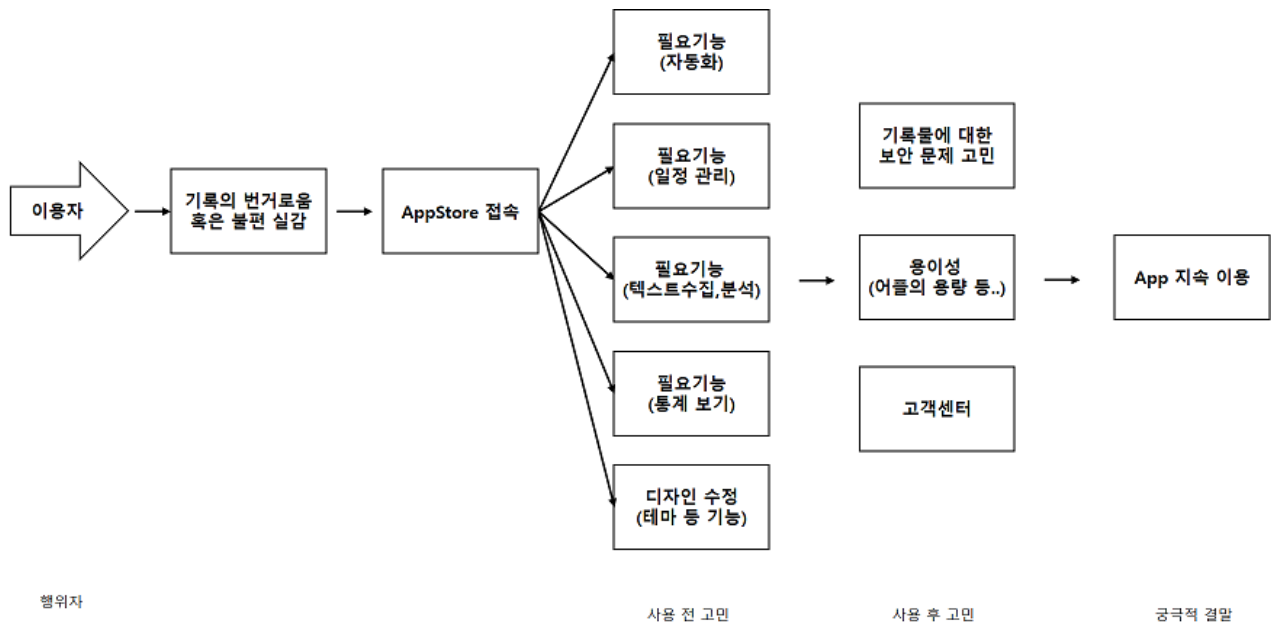 이용자
기록의 번거로움
혹은 불편 실감
AppStore 접속
필요기능
(자동화)
필요기능
(일정 관리)
필요기능
(텍스트수집,분석)
필요기능
(통계 보기)
디자인 수정
(테마 등 기능)
기록물에 대한
보안 문제 고민
용이성
(어플의 용량 등..)
고객센터
App 지속 이용
행위자
사용 전 고민
사용 후 고민
궁극적 결말